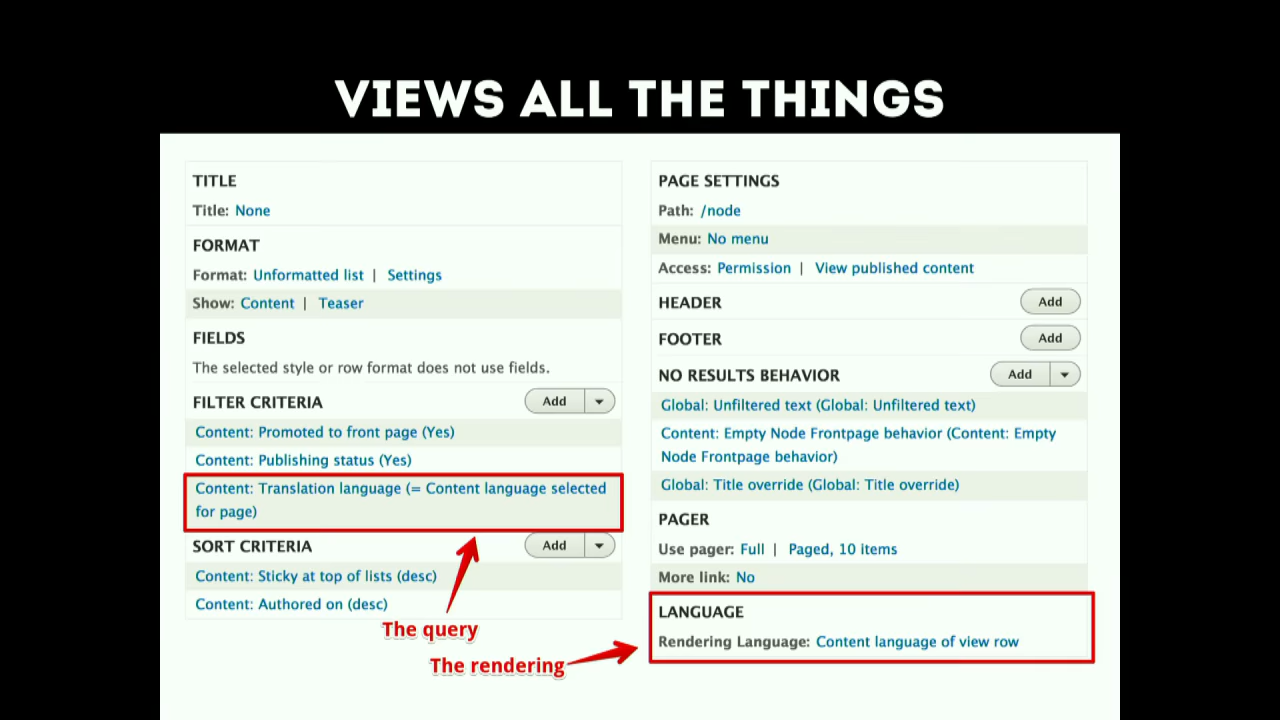 VIEWS ALL THE THINGS
TITLE
Title: None
FORMAT
Format: Unformatted list | Settings
Show: Content | Teaser
FIELDS
The selected style or row format does not use fields.
FILTER CRITERIA Add
Content: Promoted to front page (Yes)
Content: Publishing status (Yes)
Content: Translation language (= Content language selected
for page)
SORT CRITERIA Add
Content: Sticky at top of lists (desc)
Content: Authored on (desc)
The query
The rendering
PAGE SETTINGS
Path: /node
Menu: No menu
Access: Permission | View published content
HEADER Add
FOOTER Add
NO RESULTS BEHAVIOR Add
Global: Unfiltered text (Global: Unfiltered text)
Content: Empty Node Frontpage behavior (Content: Empty
Node Frontpage behavior)
Global: Title override (Global: Title override)
PAGER
Use pager: Full | Paged, 10 items
More link: No
LANGUAGE
Rendering Language: Content language of view row